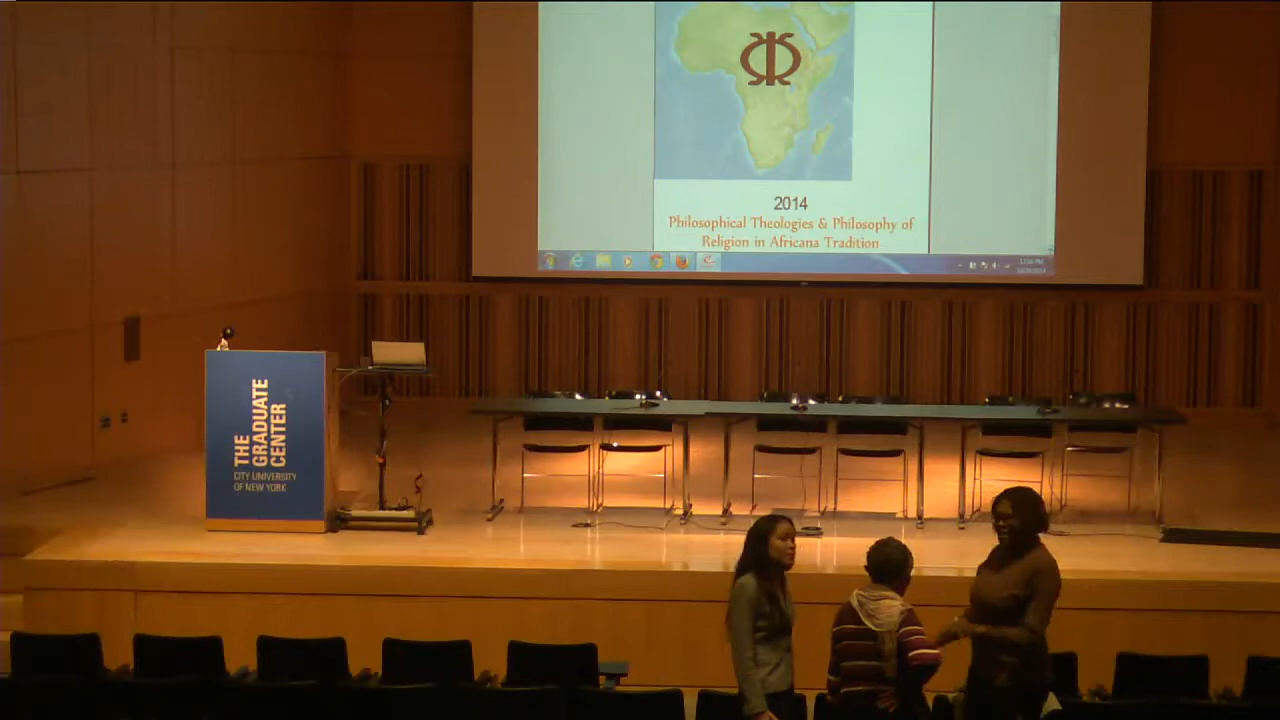 2014
Philosophical Theologies & Philosophy of
Religion in Africana Tradition
THE
GRADUATE
CENTER
CITY UNIVERSITY
OF NEW YORK